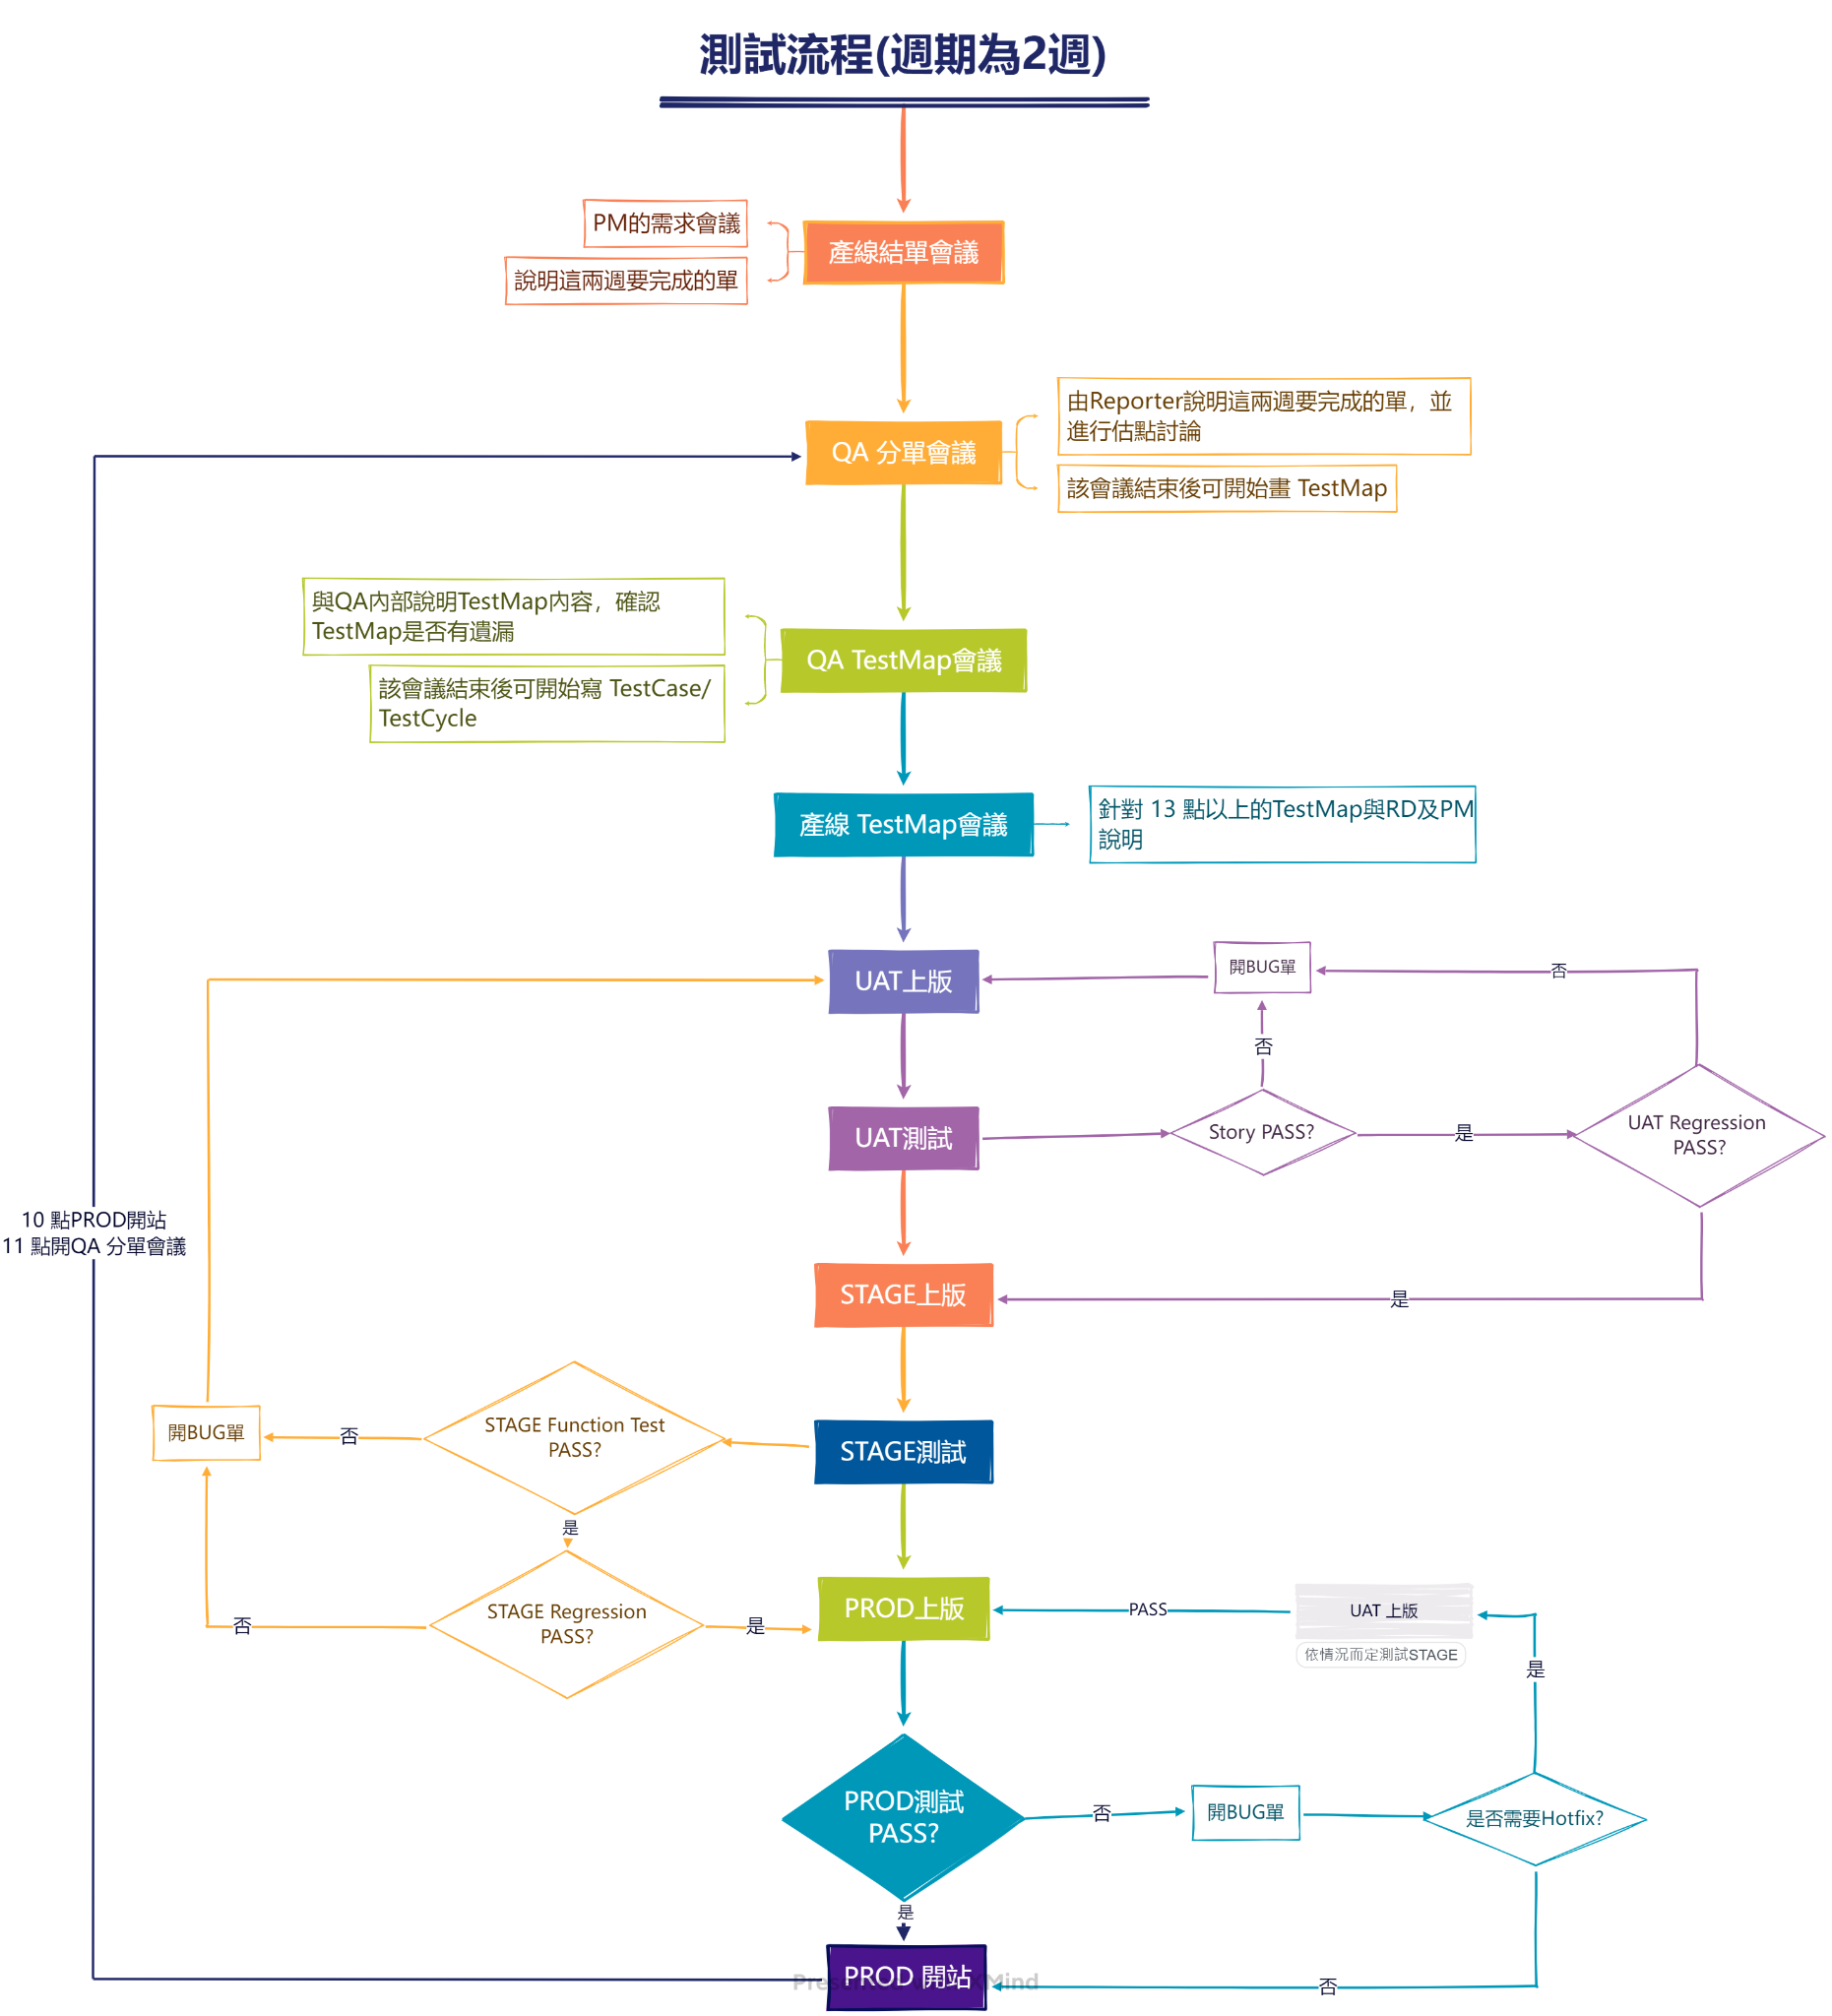 測試流程(週期為2週)
PM的需求會議
說明這兩週要完成的單
產線結單會議
QA 分單會議
由Reporter說明這兩週要完成的單，並
進行估點討論
該會議結束後可開始畫 TestMap
與QA內部說明TestMap內容，確認
TestMap是否有遺漏
該會議結束後可開始寫 TestCase/
TestCycle
QA TestMap會議
產線 TestMap會議
針對 13 點以上的TestMap與RD及PM
說明
UAT上版
開BUG單
否
否
UAT測試
Story PASS?
是
UAT Regression
PASS?
10 點PROD開站
11 點開QA 分單會議
STAGE上版
是
開BUG單
否
STAGE Function Test
PASS?
STAGE測試
是
否
STAGE Regression
PASS?
是
PROD上版
PASS
UAT 上版
依情況而定測試STAGE
是
PROD測試
PASS?
否
開BUG單
是否需要Hotfix?
是
PROD 開站
否